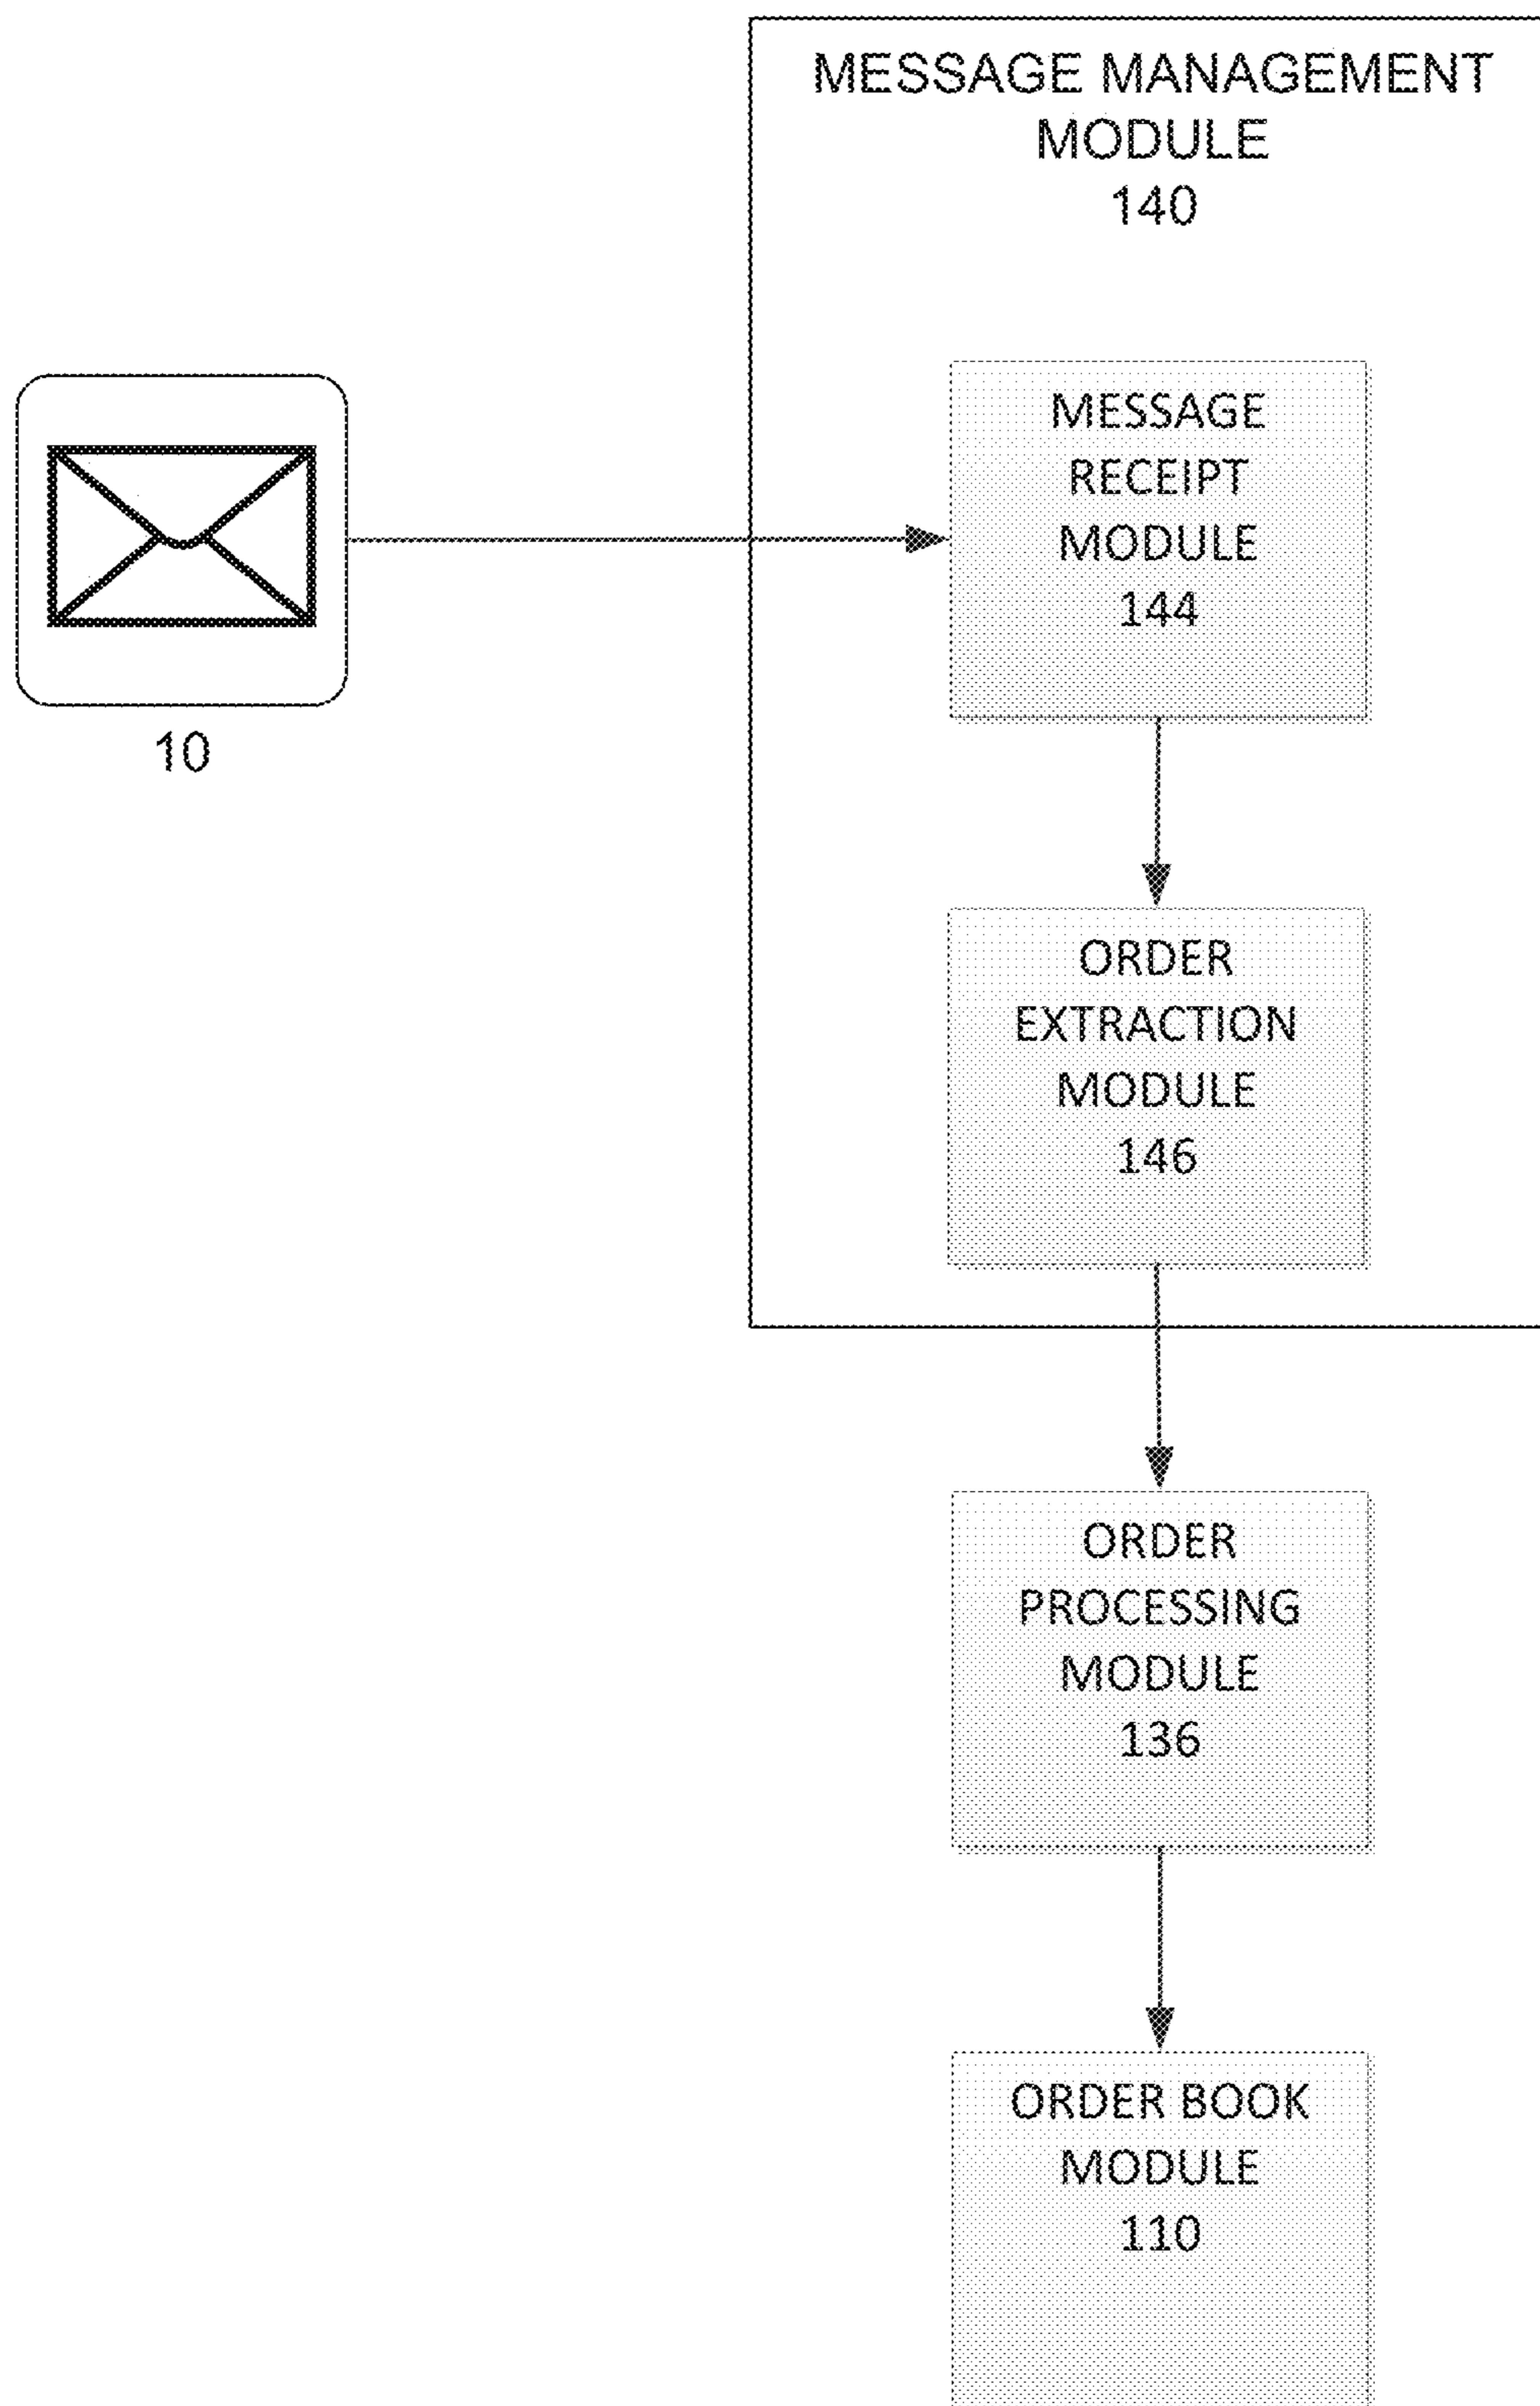 MESSAGE MANAGEMENT
MODULE
140
MESSAGE
RECEIPT
MODULE
144
10
ORDER
EXTRACTION
MODULE
146
ORDER
PROCESSING
MODULE
136
ORDER BOOK
MODULE
110